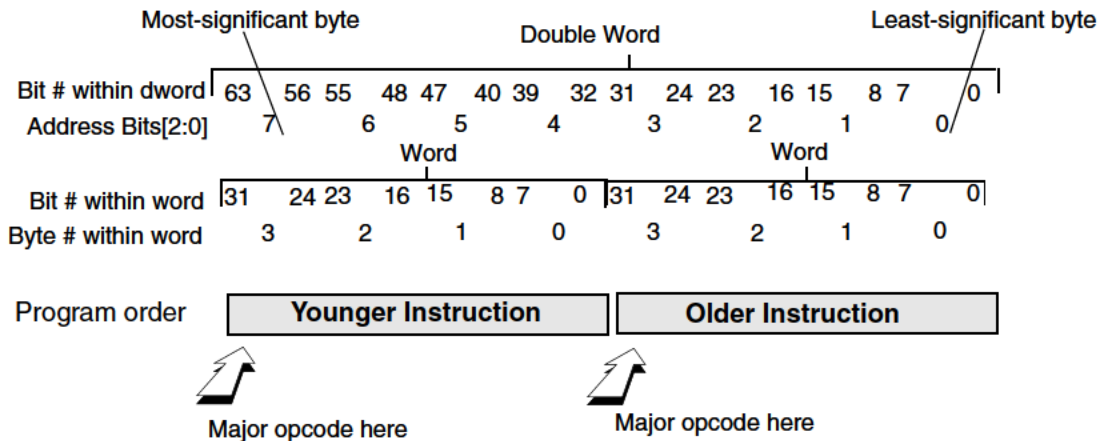 Most-significant byte Least-significant byte
Double Word
Bit # within dword 63 56 55 48 47 40 39 32 31 24 23 16 15 8 7 0
Address Bits[2:0] 7 6 5 4 3 2 1 0
Word Word
Bit # within word 31 24 23 16 15 8 7 0 31 24 23 16 15 8 7 0
Byte # within word 3 2 1 0 3 2 1 0
Program order Younger Instruction Older Instruction
Major opcode here Major opcode here